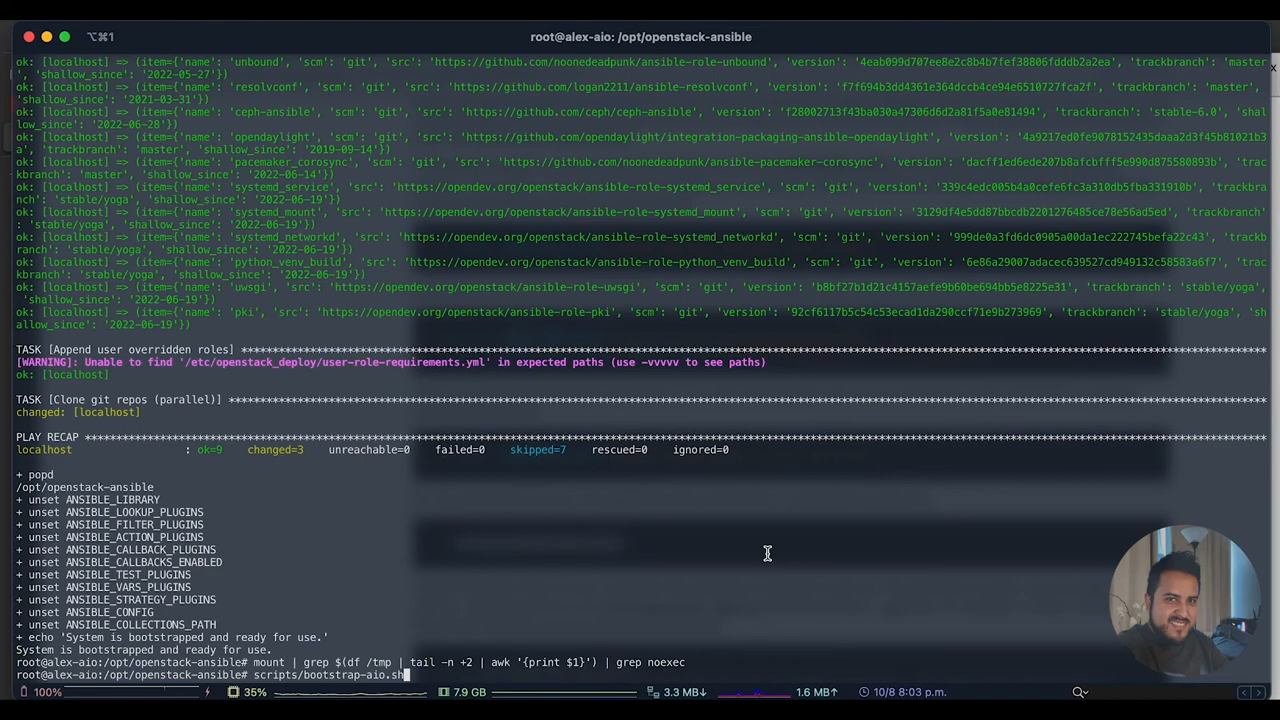 ⌥⌘1
root@alex-aio: /opt/openstack-ansible
ok: [localhost] => (item={'name': 'unbound', 'scm': 'git', 'src': 'https://github.com/noonedeadpunk/ansible-role-unbound', 'version': '4eab099d707ee8e2c8b4b7fef38806fdddb2a2ea', 'trackbranch': 'master
', 'shallow_since': '2022-05-27'})
ok: [localhost] => (item={'name': 'resolvconf', 'scm': 'git', 'src': 'https://github.com/logan2211/ansible-resolvconf', 'version': 'f7f694b3dd4361e364dccb4ce94e6510727fca2f', 'trackbranch': 'master',
'shallow_since': '2021-03-31'})
ok: [localhost] => (item={'name': 'ceph-ansible', 'scm': 'git', 'src': 'https://github.com/ceph/ceph-ansible', 'version': 'f28002713f43ba030a47306d6d2a81f5a0e81494', 'trackbranch': 'stable-6.0', 'shal
low_since': '2022-06-28'})
ok: [localhost] => (item={'name': 'opendaylight', 'scm': 'git', 'src': 'https://github.com/opendaylight/integration-packaging-ansible-opendaylight', 'version': '4a9217ed0fe9078152435daaa2d3f45b81021b3
a', 'trackbranch': 'master', 'shallow_since': '2019-09-14'})
ok: [localhost] => (item={'name': 'pacemaker_corosync', 'scm': 'git', 'src': 'https://github.com/noonedeadpunk/ansible-pacemaker-corosync', 'version': 'dacff1ed6ede207b8afcbfff5e990d875580893b', 'trac
kbranch': 'master', 'shallow_since': '2022-06-14'})
ok: [localhost] => (item={'name': 'systemd_service', 'src': 'https://opendev.org/openstack/ansible-role-systemd_service', 'scm': 'git', 'version': '339c4edc005b4a0cefe6fc3a310db5fba331910b', 'trackbra
nch': 'stable/yoga', 'shallow_since': '2022-06-19'})
ok: [localhost] => (item={'name': 'systemd_mount', 'src': 'https://opendev.org/openstack/ansible-role-systemd_mount', 'scm': 'git', 'version': '3129df4e5dd87bbcdb2201276485ce78e56ad5ed', 'trackbranch'
: 'stable/yoga', 'shallow_since': '2022-06-19'})
ok: [localhost] => (item={'name': 'systemd_networkd', 'src': 'https://opendev.org/openstack/ansible-role-systemd_networkd', 'scm': 'git', 'version': '999de0a3fd6dc0905a00da1ec222745befa22c43', 'trackb
ranch': 'stable/yoga', 'shallow_since': '2022-06-19'})
ok: [localhost] => (item={'name': 'python_venv_build', 'src': 'https://opendev.org/openstack/ansible-role-python_venv_build', 'scm': 'git', 'version': '6e86a29007adacec639527cd949132c58583a6f7', 'trac
kbranch': 'stable/yoga', 'shallow_since': '2022-06-19'})
ok: [localhost] => (item={'name': 'uwsgi', 'src': 'https://opendev.org/openstack/ansible-role-uwsgi', 'scm': 'git', 'version': 'b8bf27b1d21c4157aefe9b60be694bb5e8225e31', 'trackbranch': 'stable/yoga',
'shallow_since': '2022-06-19'})
ok: [localhost] => (item={'name': 'pki', 'src': 'https://opendev.org/openstack/ansible-role-pki', 'scm': 'git', 'version': '92cf6117b5c54c53ecad1da290ccf71e9b273969', 'trackbranch': 'stable/yoga', 'sh
allow_since': '2022-06-19'})
TASK [Append user overridden roles] ****************************************************************************************************************************************************************
[WARNING]: Unable to find '/etc/openstack_deploy/user-role-requirements.yml' in expected paths (use -vvvvv to see paths)
ok: [localhost]
TASK [Clone git repos (parallel)] ******************************************************************************************************************************************************************
changed: [localhost]
PLAY RECAP *****************************************************************************************************************************************************************************************
localhost : ok=9 changed=3 unreachable=0 failed=0 skipped=7 rescued=0 ignored=0
+ popd
/opt/openstack-ansible
+ unset ANSIBLE_LIBRARY
+ unset ANSIBLE_LOOKUP_PLUGINS
+ unset ANSIBLE_FILTER_PLUGINS
+ unset ANSIBLE_ACTION_PLUGINS
+ unset ANSIBLE_CALLBACK_PLUGINS
+ unset ANSIBLE_CALLBACKS_ENABLED
+ unset ANSIBLE_TEST_PLUGINS
+ unset ANSIBLE_VARS_PLUGINS
+ unset ANSIBLE_STRATEGY_PLUGINS
+ unset ANSIBLE_CONFIG
+ unset ANSIBLE_COLLECTIONS_PATH
+ echo 'System is bootstrapped and ready for use.'
System is bootstrapped and ready for use.
root@alex-aio:/opt/openstack-ansible# mount | grep $(df /tmp | tail -n +2 | awk '{print $1}') | grep noexec
root@alex-aio:/opt/openstack-ansible# scripts/bootstrap-aio.sh
100% 35% 7.9 GB 3.3 MB↓ 1.6 MB↑ 10/8 8:03 p.m.